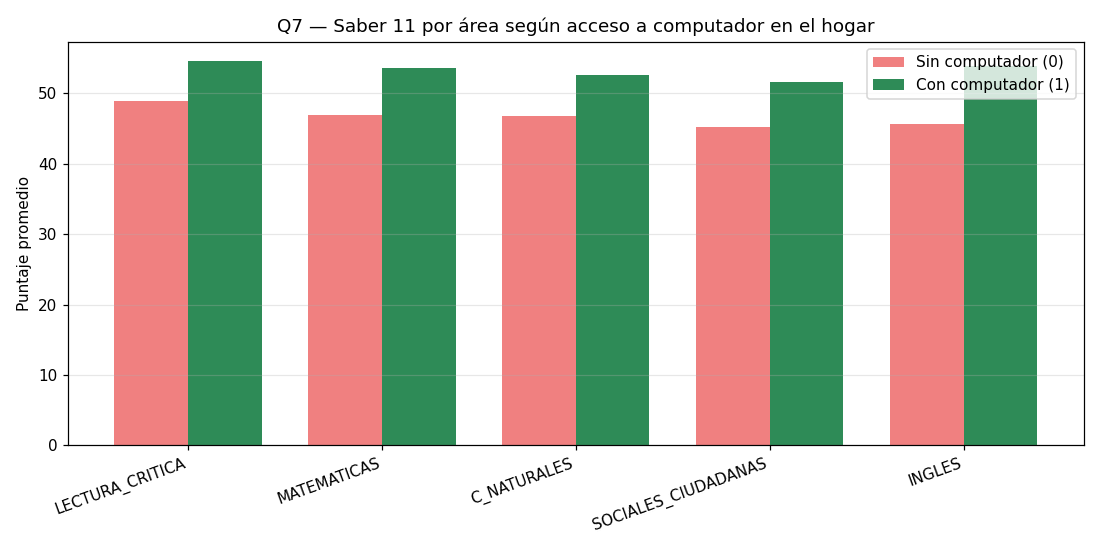 Q7 — Saber 11 por área según acceso a computador en el hogar
Sin computador (0)
Con computador (1)
Puntaje promedio
50
40
30
20
10
0
LECTURA_CRITICA
MATEMATICAS
C_NATURALES
SOCIALES_CIUDADANAS
INGLES